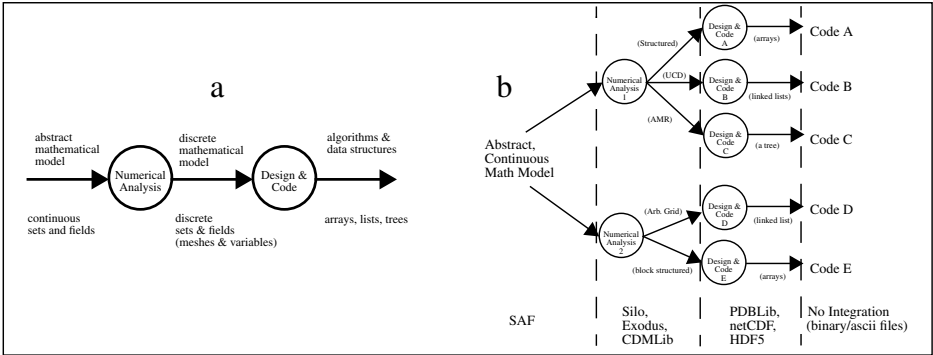 a
abstract
mathematical
model
discrete
mathematical
model
algorithms &
data structures
Numerical
Analysis
Design &
Code
continuous
sets and fields
discrete
sets & fields
(meshes & variables)
arrays, lists, trees
b
Abstract,
Continuous
Math Model
Numerical
Analysis
1
(Structured)
(UCD)
(AMR)
Design &
Code
A
(arrays)
Code A
Design &
Code
B
(linked lists)
Code B
Design &
Code
C
(a tree)
Code C
Numerical
Analysis
2
(Arb. Grid)
(block structured)
Design &
Code
D
(linked list)
Code D
Design &
Code
E
(arrays)
Code E
SAF
Silo,
Exodus,
CDMLib
PDBLib,
netCDF,
HDF5
No Integration
(binary/ascii files)